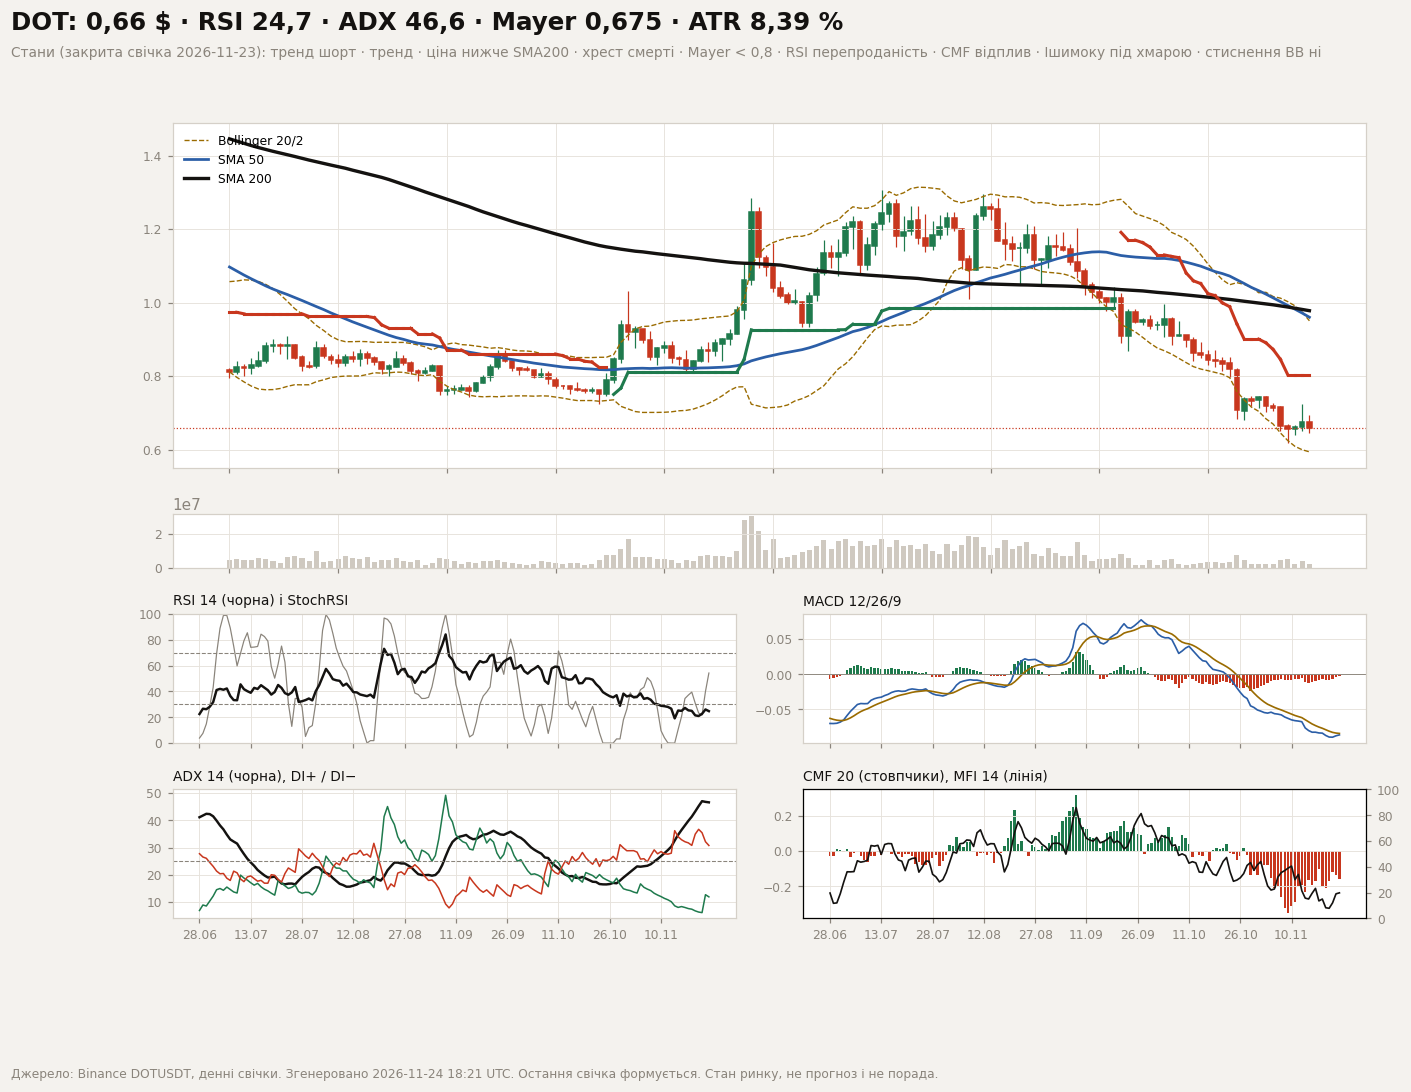 DOT: 0,66 $ · RSI 24,7 · ADX 46,6 · Mayer 0,675 · ATR 8,39 %
Стани (закрита свічка 2026-11-23): тренд шорт · тренд · ціна нижче SMA200 · хрест смерті · Mayer < 0,8 · RSI перепроданість · CMF відплив · Ішимоку під хмарою · стиснення BB ні
Bollinger 20/2
SMA 50
SMA 200
1.4
1.2
1.0
0.8
0.6
1e7
2
0
RSI 14 (чорна) і StochRSI
100
80
60
40
20
0
MACD 12/26/9
0.05
0.00
−0.05
ADX 14 (чорна), DI+ / DI−
50
40
30
20
10
28.06 13.07 28.07 12.08 27.08 11.09 26.09 11.10 26.10 10.11
CMF 20 (стовпчики), MFI 14 (лінія)
0.2
0.0
−0.2
100
80
60
40
20
0
28.06 13.07 28.07 12.08 27.08 11.09 26.09 11.10 26.10 10.11
Джерело: Binance DOTUSDT, денні свічки. Згенеровано 2026-11-24 18:21 UTC. Остання свічка формується. Стан ринку, не прогноз і не порада.